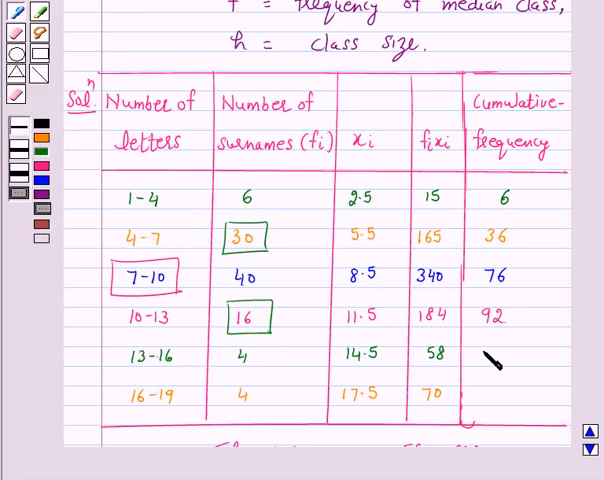 f = frequency of median class,
h = class size.
Solⁿ. Number of letters | Number of surnames (fi) | xi | fixi | Cumulative-frequency
1-4 6 2.5 15 6
4-7 30 5.5 165 36
7-10 40 8.5 340 76
10-13 16 11.5 184 92
13-16 4 14.5 58
16-19 4 17.5 70